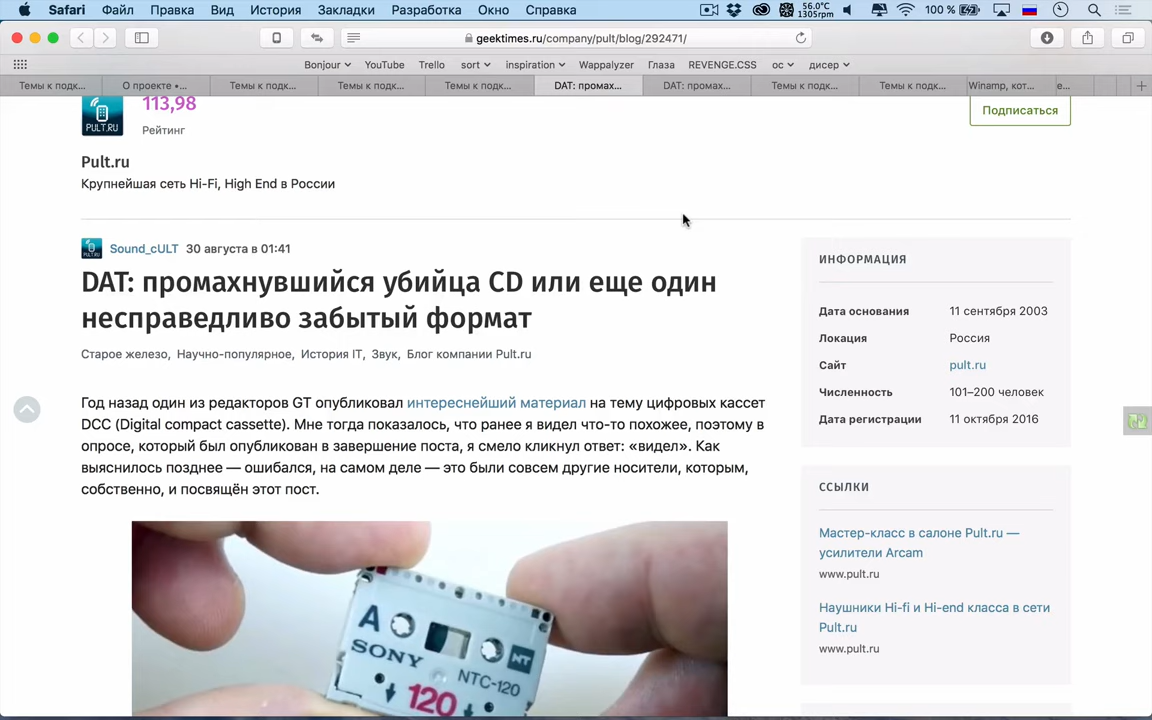 Safari Файл Правка Вид История Закладки Разработка Окно Справка 56.0°C 1305rpm 100 %
geektimes.ru/company/pult/blog/292471/
Bonjour YouTube Trello sort inspiration Wappalyzer Глаза REVENGE.CSS ос дисер
Темы к подк... О проекте •... Темы к подк... Темы к подк... Темы к подк... DAT: промах... DAT: промах... Темы к подк... Темы к подк... Winamp, кот... е...
PULT.RU
113,98
Рейтинг
Подписаться
Pult.ru
Крупнейшая сеть Hi-Fi, High End в России
Sound_cULT 30 августа в 01:41
DAT: промахнувшийся убийца CD или еще один
несправедливо забытый формат
Старое железо, Научно-популярное, История IT, Звук, Блог компании Pult.ru
Год назад один из редакторов GT опубликовал интереснейший материал на тему цифровых кассет
DCC (Digital compact cassette). Мне тогда показалось, что ранее я видел что-то похожее, поэтому в
опросе, который был опубликован в завершение поста, я смело кликнул ответ: «видел». Как
выяснилось позднее — ошибался, на самом деле — это были совсем другие носители, которым,
собственно, и посвящён этот пост.
A
SONY
NT
NTC-120
120
ИНФОРМАЦИЯ
Дата основания 11 сентября 2003
Локация Россия
Сайт pult.ru
Численность 101–200 человек
Дата регистрации 11 октября 2016
ССЫЛКИ
Мастер-класс в салоне Pult.ru —
усилители Arcam
www.pult.ru
Наушники Hi-fi и Hi-end класса в сети
Pult.ru
www.pult.ru